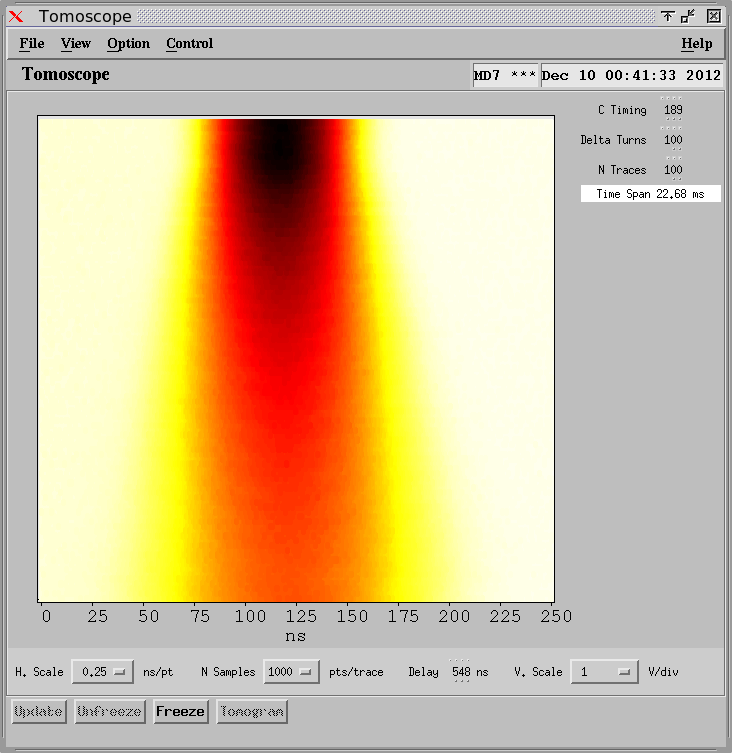 Tomoscope
File View Option Control Help
Tomoscope MD7 *** Dec 10 00:41:33 2012
C Timing 189
Delta Turns 100
N Traces 100
Time Span 22.68 ms
0 25 50 75 100 125 150 175 200 225 250
ns
H. Scale 0.25 ns/pt N Samples 1000 pts/trace Delay 548 ns V. Scale 1 V/div
Update Unfreeze Freeze Tomogram